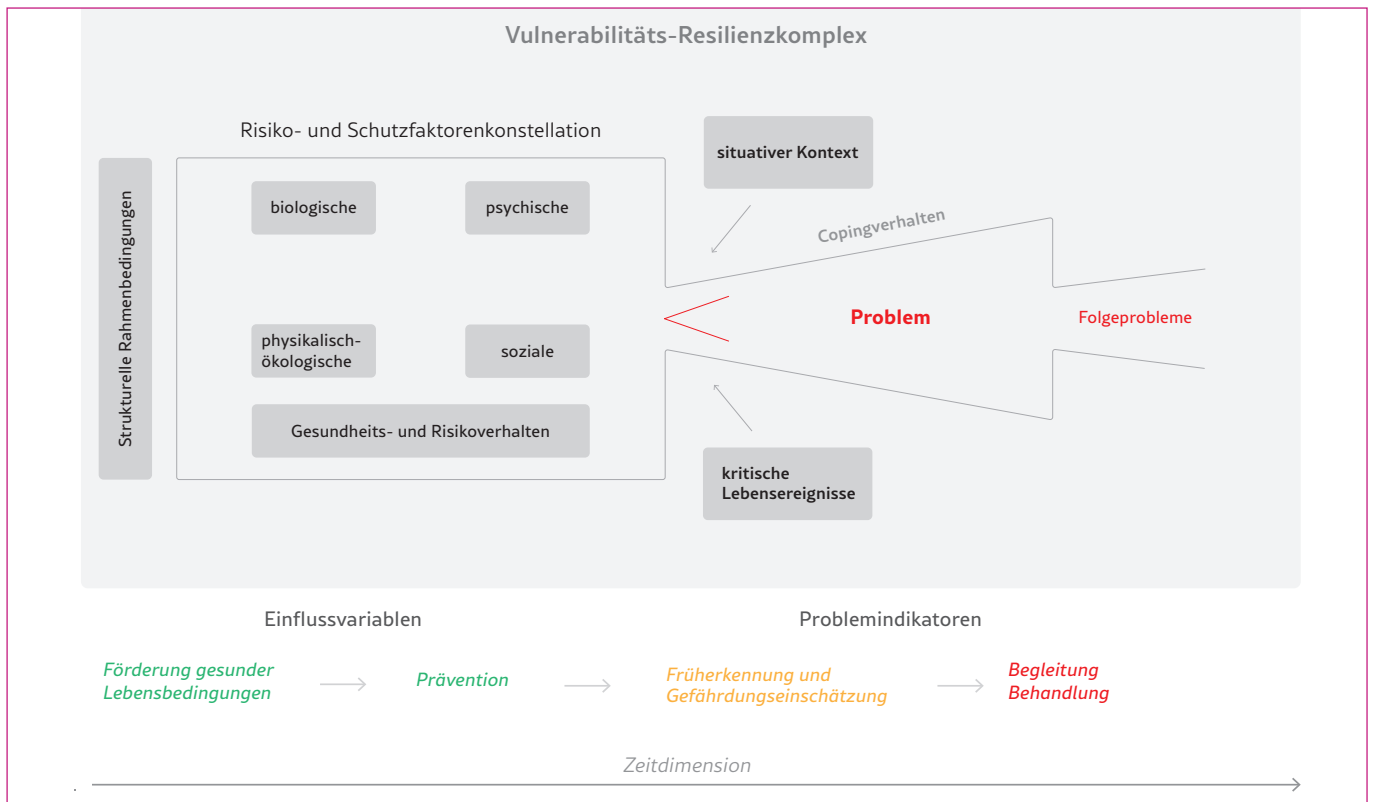 Vulnerabilitäts-Resilienzkomplex
Risiko- und Schutzfaktorenkonstellation
Strukturelle Rahmenbedingungen
biologische
psychische
physikalisch-
ökologische
soziale
Gesundheits- und Risikoverhalten
situativer Kontext
Copingverhalten
Problem
Folgeprobleme
kritische
Lebensereignisse
Einflussvariablen
Problemindikatoren
Förderung gesunder
Lebensbedingungen
Prävention
Früherkennung und
Gefährdungseinschätzung
Begleitung
Behandlung
Zeitdimension